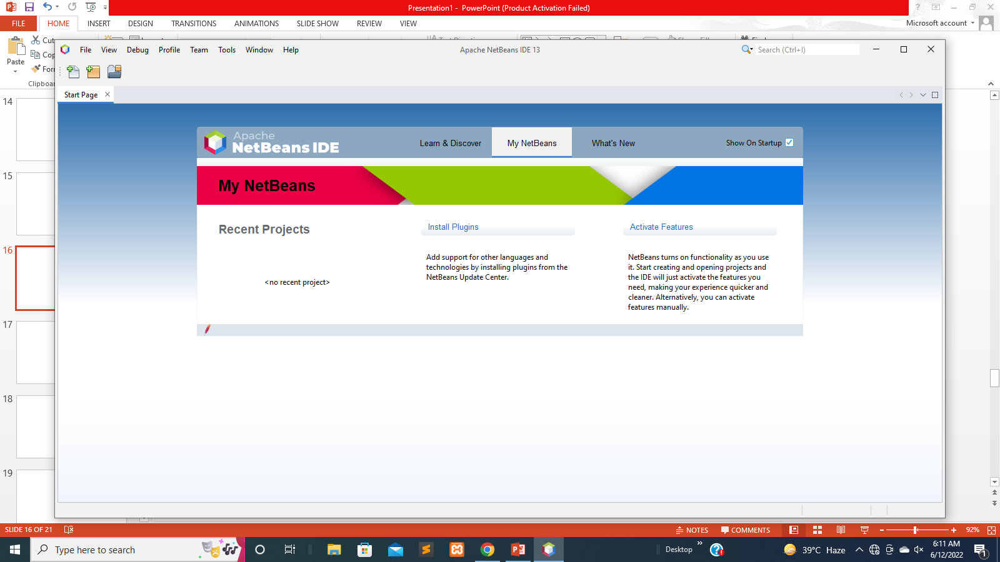 Presentation1 - PowerPoint (Product Activation Failed)
?
FILE HOME INSERT DESIGN TRANSITIONS ANIMATIONS SLIDE SHOW REVIEW VIEW
Microsoft account
Paste
Clipboar
File View Debug Profile Team Tools Window Help
Apache NetBeans IDE 13
Search (Ctrl+I)
Start Page
Apache
NetBeans IDE
Learn & Discover
My NetBeans
What's New
Show On Startup
My NetBeans
Recent Projects
<no recent project>
Install Plugins
Add support for other languages and
technologies by installing plugins from the
NetBeans Update Center.
Activate Features
NetBeans turns on functionality as you use
it. Start creating and opening projects and
the IDE will just activate the features you
need, making your experience quicker and
cleaner. Alternatively, you can activate
features manually.
14
15
16
17
18
19
SLIDE 16 OF 21
NOTES
COMMENTS
92%
Type here to search
Desktop
39°C Haze
6:11 AM
6/12/2022
1